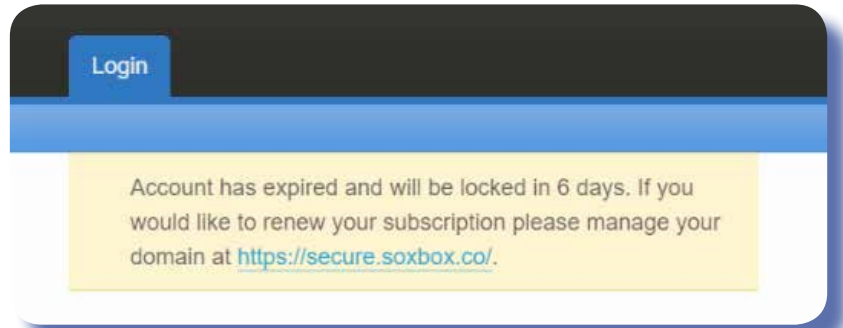 Login
Account has expired and will be locked in 6 days. If you
would like to renew your subscription please manage your
domain at https://secure.soxbox.co/.